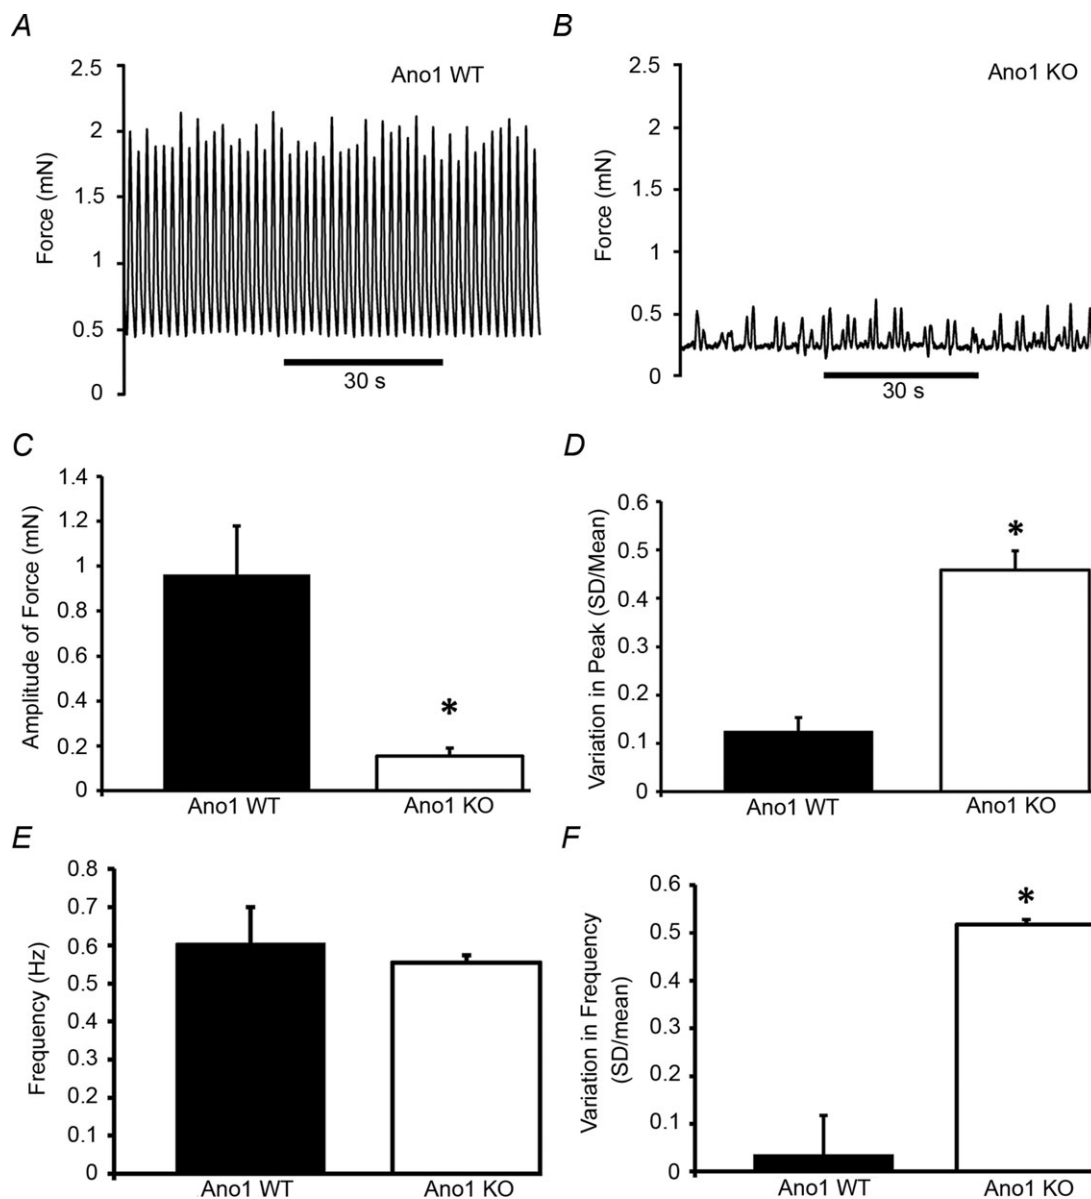 A
2.5
2
1.5
1
0.5
0
Force (mN)
Ano1 WT
30 s
B
2.5
2
1.5
1
0.5
0
Force (mN)
Ano1 KO
30 s
C
1.4
1.2
1
0.8
0.6
0.4
0.2
0
Amplitude of Force (mN)
*
Ano1 WT
Ano1 KO
D
0.6
0.5
0.4
0.3
0.2
0.1
0
Variation in Peak (SD/Mean)
*
Ano1 WT
Ano1 KO
E
0.8
0.7
0.6
0.5
0.4
0.3
0.2
0.1
0
Frequency (Hz)
Ano1 WT
Ano1 KO
F
0.6
0.5
0.4
0.3
0.2
0.1
0
Variation in Frequency
(SD/mean)
*
Ano1 WT
Ano1 KO